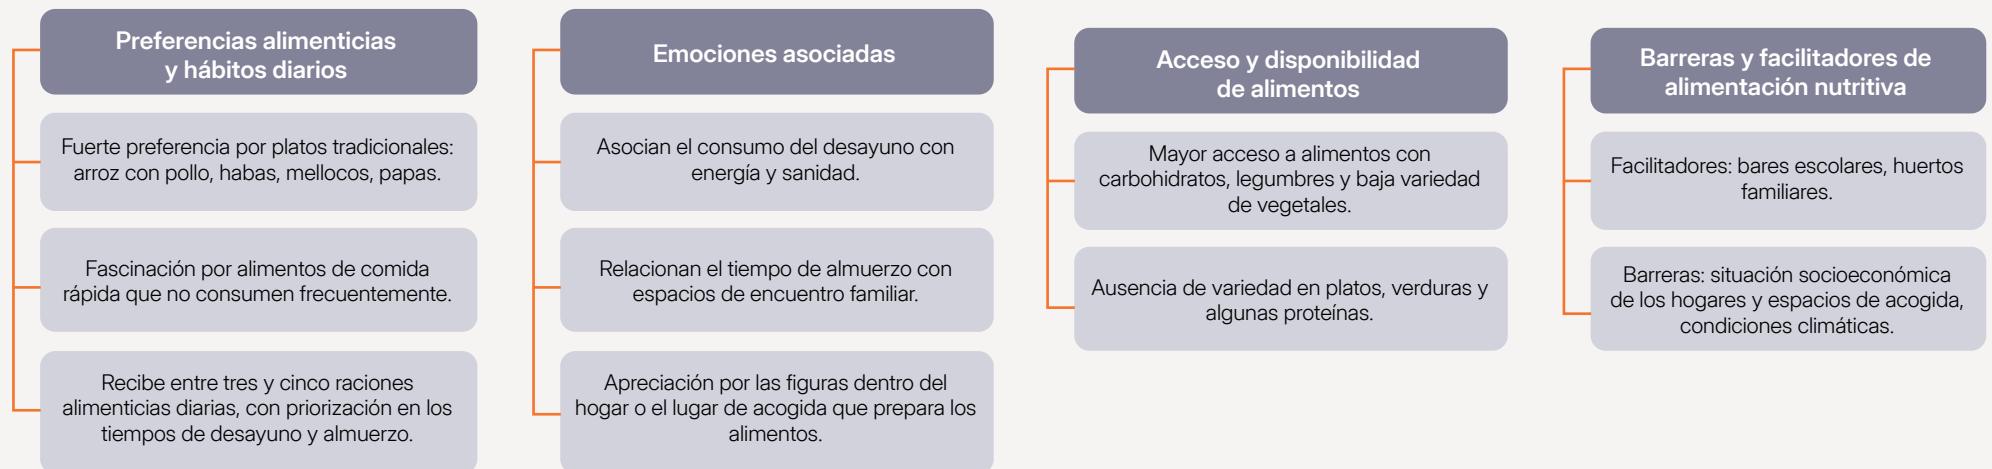 Preferencias alimenticias
y hábitos diarios
Fuerte preferencia por platos tradicionales:
arroz con pollo, habas, mellocos, papas.
Fascinación por alimentos de comida
rápida que no consumen frecuentemente.
Recibe entre tres y cinco raciones
alimenticias diarias, con priorización en los
tiempos de desayuno y almuerzo.
Emociones asociadas
Asocian el consumo del desayuno con
energía y sanidad.
Relacionan el tiempo de almuerzo con
espacios de encuentro familiar.
Apreciación por las figuras dentro del
hogar o el lugar de acogida que prepara los
alimentos.
Acceso y disponibilidad
de alimentos
Mayor acceso a alimentos con
carbohidratos, legumbres y baja variedad
de vegetales.
Ausencia de variedad en platos, verduras y
algunas proteínas.
Barreras y facilitadores de
alimentación nutritiva
Facilitadores: bares escolares, huertos
familiares.
Barreras: situación socioeconómica
de los hogares y espacios de acogida,
condiciones climáticas.